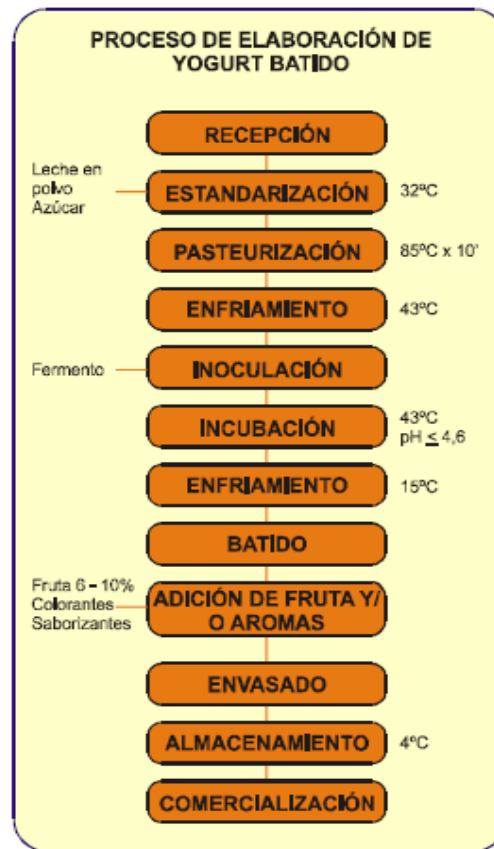 PROCESO DE ELABORACIÓN DE
YOGURT BATIDO
RECEPCIÓN
Leche en
polvo
Azúcar
ESTANDARIZACIÓN
32ºC
PASTEURIZACIÓN
85ºC x 10'
ENFRIAMIENTO
43ºC
Fermento
INOCULACIÓN
INCUBACIÓN
43ºC
pH ≤ 4,6
ENFRIAMIENTO
15ºC
BATIDO
Fruta 6 – 10%
Colorantes
Saborizantes
ADICIÓN DE FRUTA Y/
O AROMAS
ENVASADO
ALMACENAMIENTO
4ºC
COMERCIALIZACIÓN